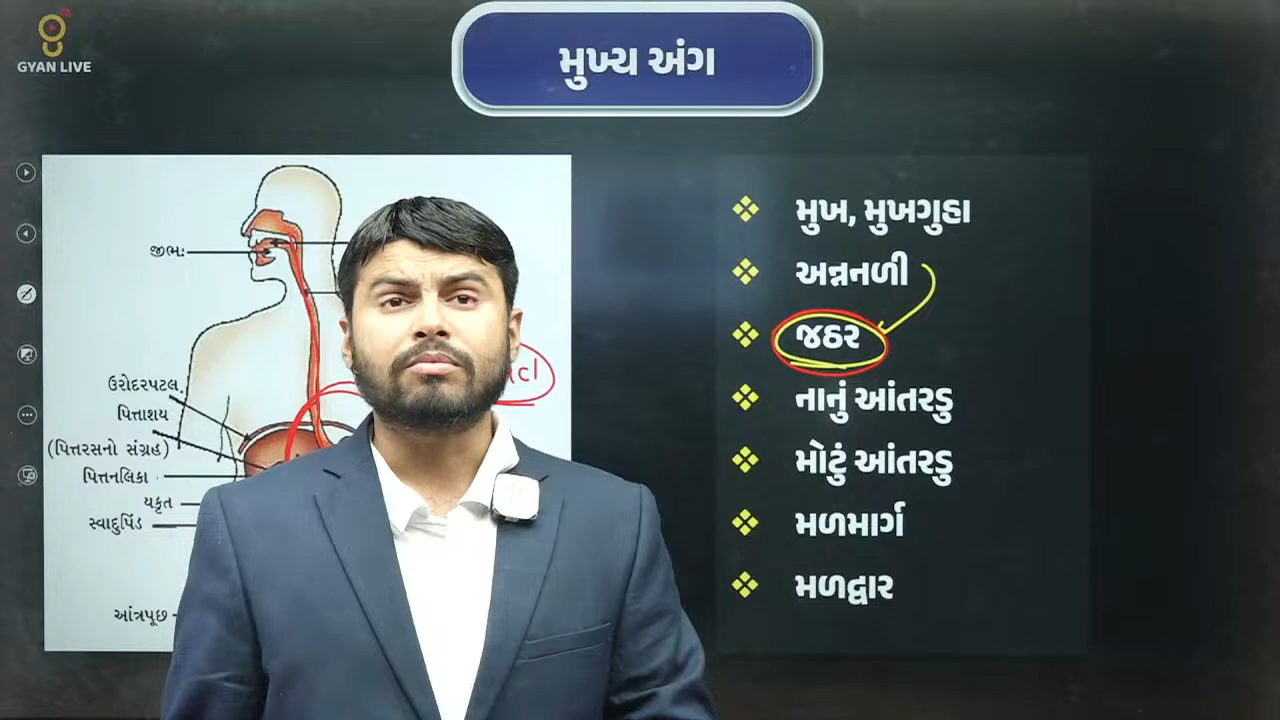 GYAN LIVE
મુખ્ય અંગ
જીભ
ઉરોદરપટલ
પિત્તાશય
(પિત્તરસનો સંગ્રહ)
પિત્તનલિકા
યકૃત
સ્વાદુપિંડ
આંત્રપૂછ
મુખ, મુખગુહા
અન્નનળી
જઠર
નાનું આંતરડુ
મોટું આંતરડુ
મળમાર્ગ
મળદ્વાર